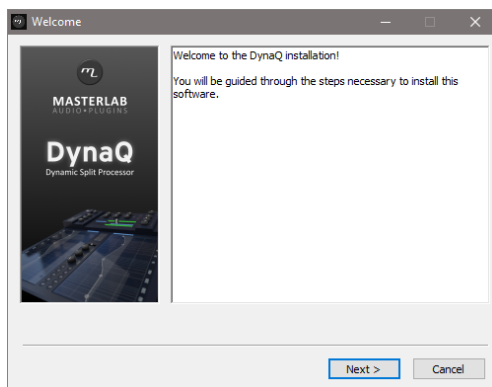 Welcome
MASTERLAB
AUDIO+PLUGINS
DynaQ
Dynamic Split Processor
Welcome to the DynaQ installation!
You will be guided through the steps necessary to install this
software.
Next >
Cancel